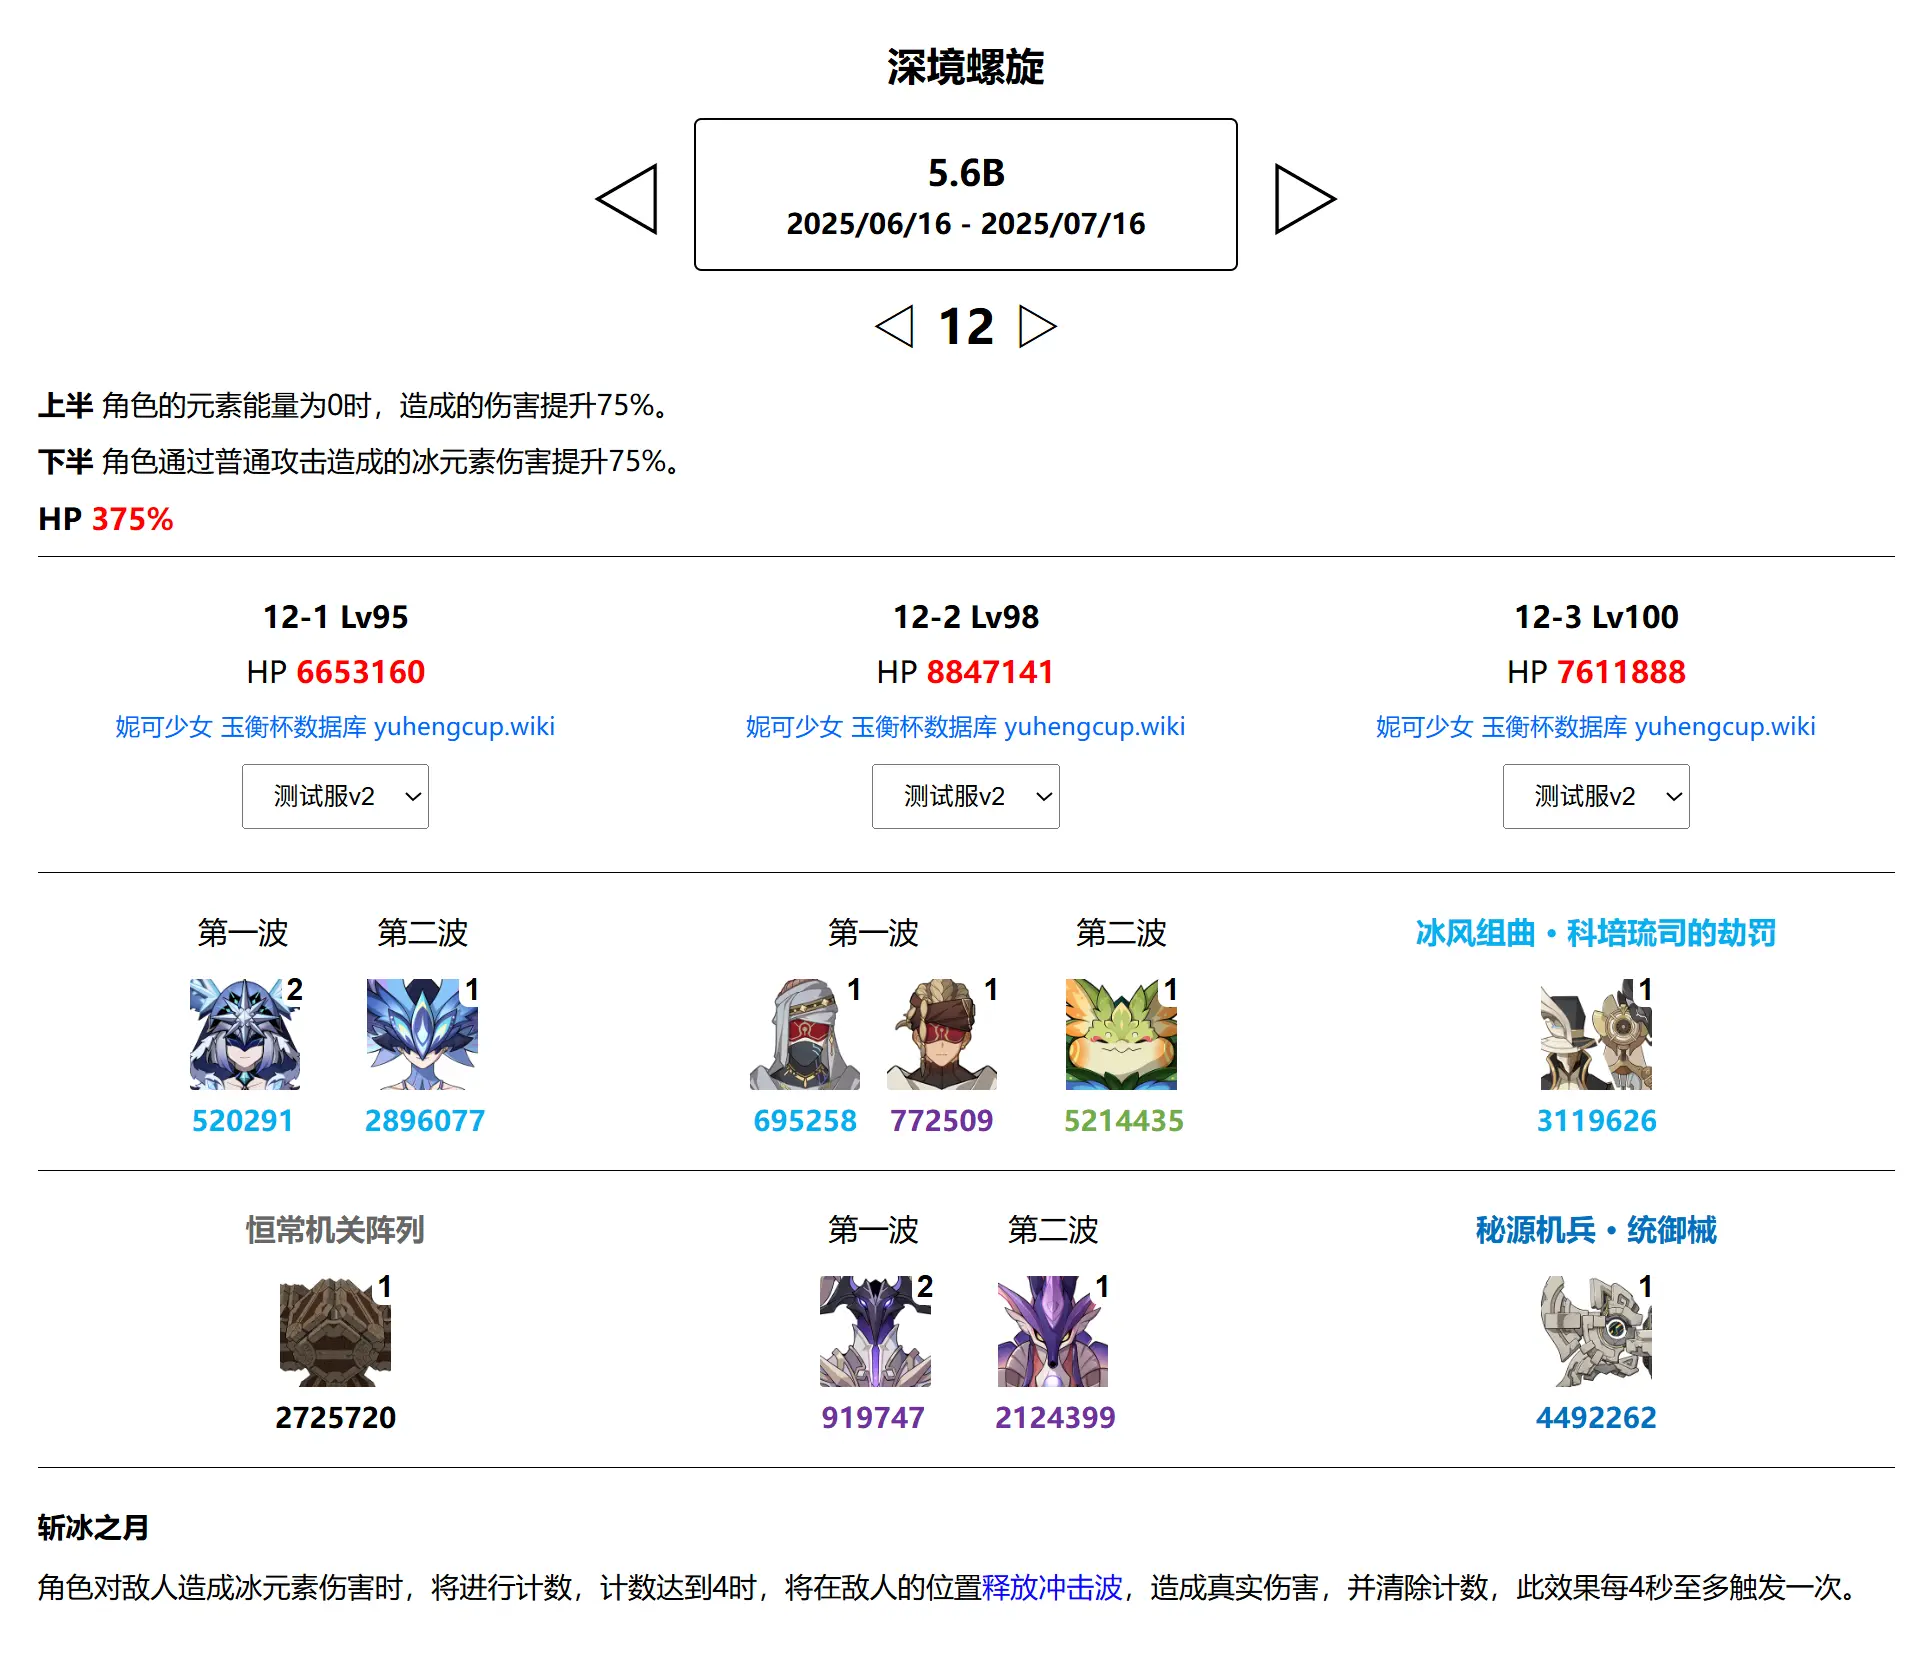 深境螺旋
5.6B
2025/06/16 - 2025/07/16
12
上半 角色的元素能量为0时，造成的伤害提升75%。
下半 角色通过普通攻击造成的冰元素伤害提升75%。
HP 375%
12-1 Lv95
HP 6653160
妮可少女 玉衡杯数据库 yuhengcup.wiki
测试服v2
12-2 Lv98
HP 8847141
妮可少女 玉衡杯数据库 yuhengcup.wiki
测试服v2
12-3 Lv100
HP 7611888
妮可少女 玉衡杯数据库 yuhengcup.wiki
测试服v2
第一波 第二波
2 1
520291 2896077
第一波 第二波
1 1 1
695258 772509 5214435
冰风组曲・科培琉司的劫罚
1
3119626
恒常机关阵列
1
2725720
第一波 第二波
2 1
919747 2124399
秘源机兵・统御械
1
4492262
斩冰之月
角色对敌人造成冰元素伤害时，将进行计数，计数达到4时，将在敌人的位置释放冲击波，造成真实伤害，并清除计数，此效果每4秒至多触发一次。